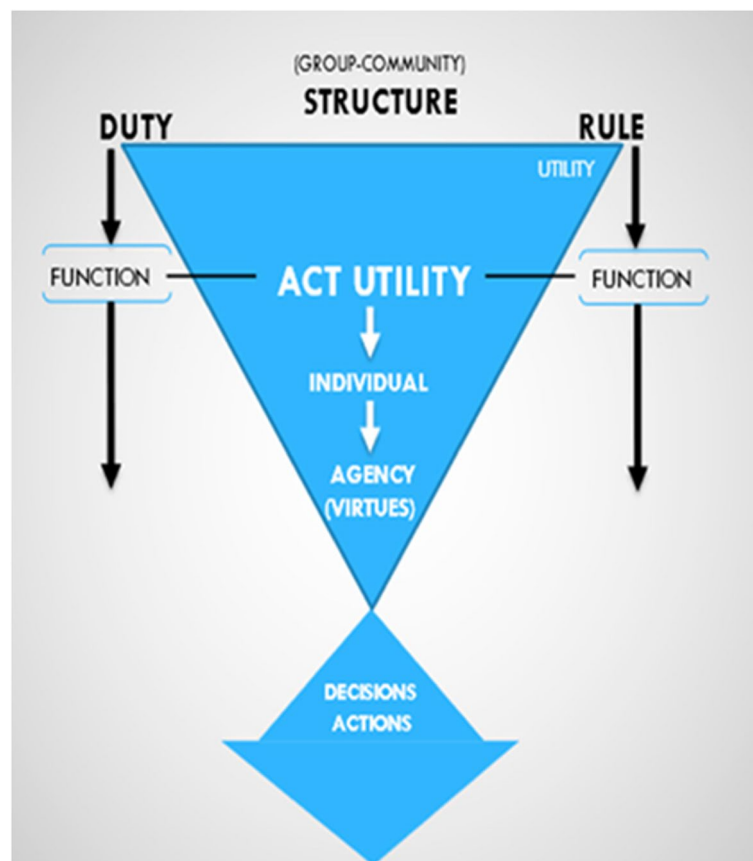 (GROUP-COMMUNITY)
STRUCTURE
DUTY
RULE
UTILITY
FUNCTION
ACT UTILITY
FUNCTION
INDIVIDUAL
AGENCY
(VIRTUES)
DECISIONS
ACTIONS